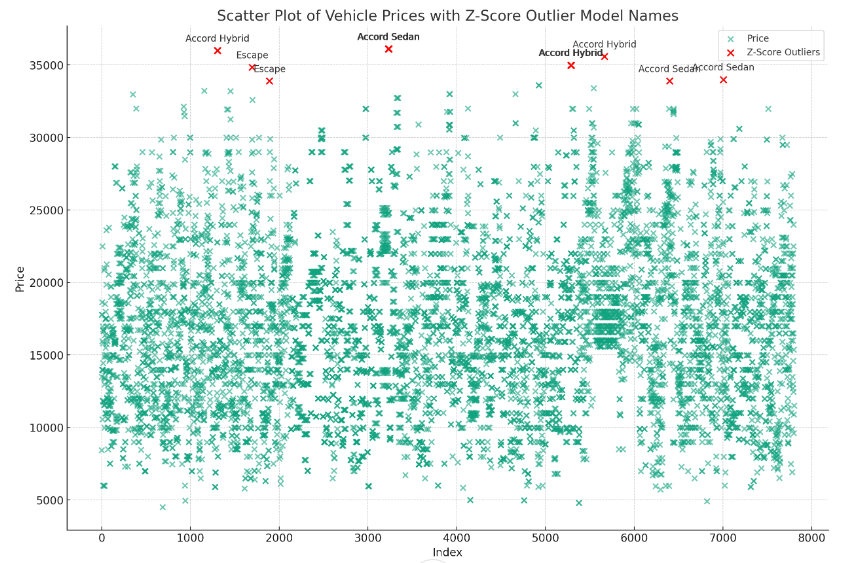 Scatter Plot of Vehicle Prices with Z-Score Outlier Model Names
Accord Hybrid
Accord Sedan
Escape
Escape
Accord Hybrid
Accord Hybrid
Accord Sedan
Accord Sedan
Price
Z-Score Outliers
35000
30000
25000
20000
15000
10000
5000
Price
0 1000 2000 3000 4000 5000 6000 7000 8000
Index